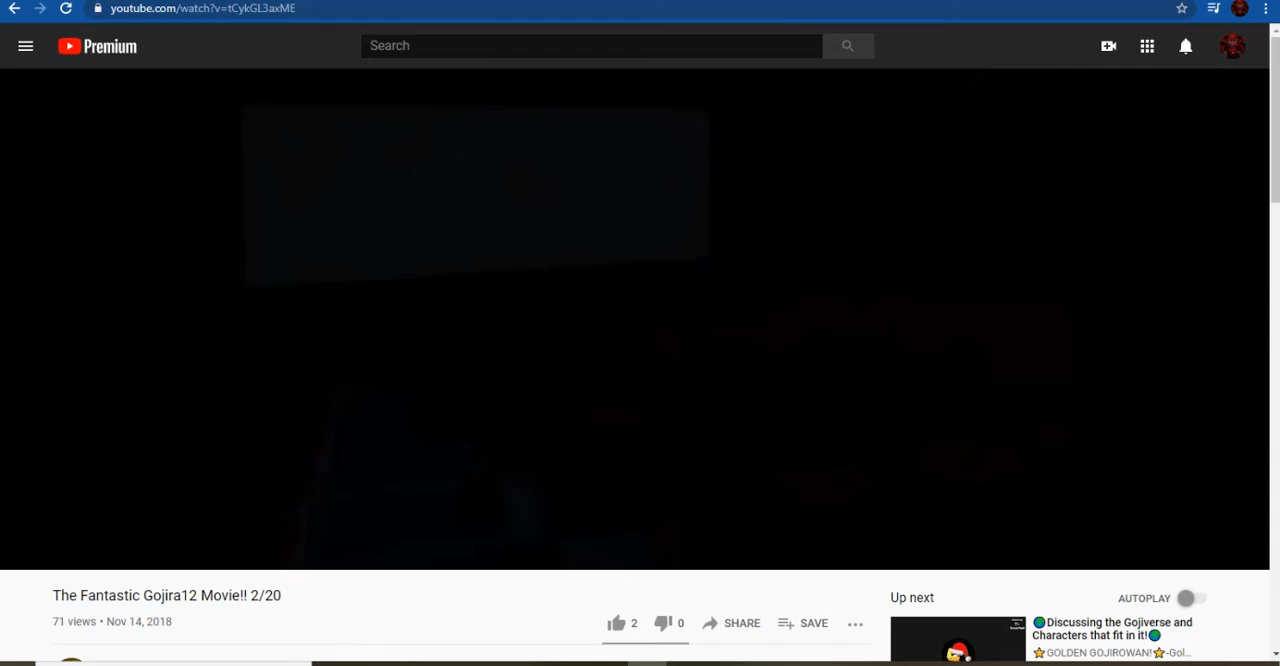 youtube.com/watch?v=tCykGL3axME
Premium
Search
The Fantastic Gojira12 Movie!! 2/20
71 views • Nov 14, 2018
2
0
SHARE
SAVE
Up next
AUTOPLAY
🌎Discussing the Gojiverse and
Characters that fit in it!🌎
⭐GOLDEN GOJIROWAN!⭐-Gol...